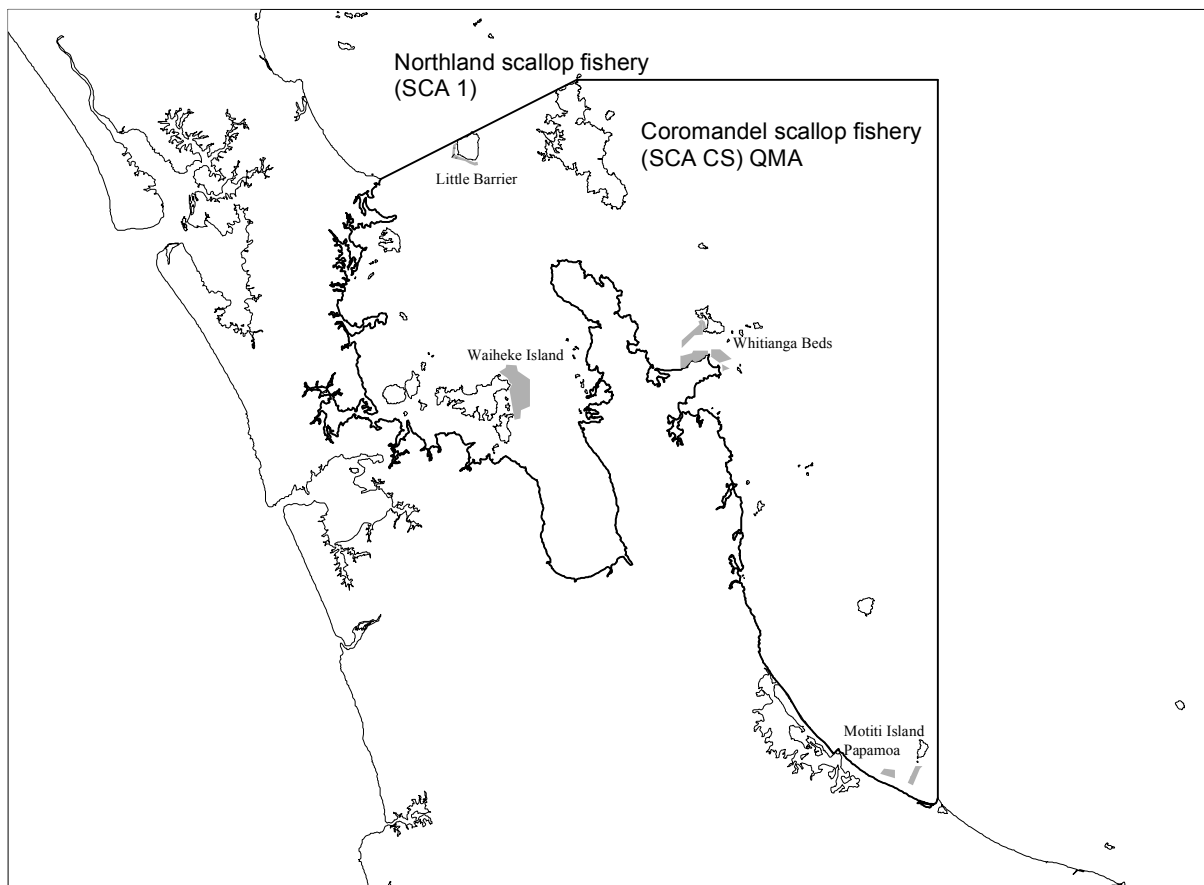 Northland scallop fishery
(SCA 1)
Coromandel scallop fishery
(SCA CS) QMA
Little Barrier
Whitianga Beds
Waiheke Island
Motiti Island
Papamoa